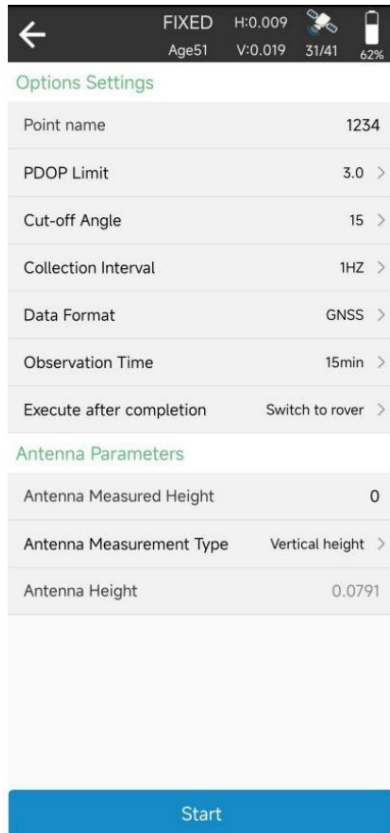 FIXED H:0.009
Age51 V:0.019 31/41 62%
Options Settings
Point name 1234
PDOP Limit 3.0 >
Cut-off Angle 15 >
Collection Interval 1HZ >
Data Format GNSS >
Observation Time 15min >
Execute after completion Switch to rover >
Antenna Parameters
Antenna Measured Height 0
Antenna Measurement Type Vertical height >
Antenna Height 0.0791
Start